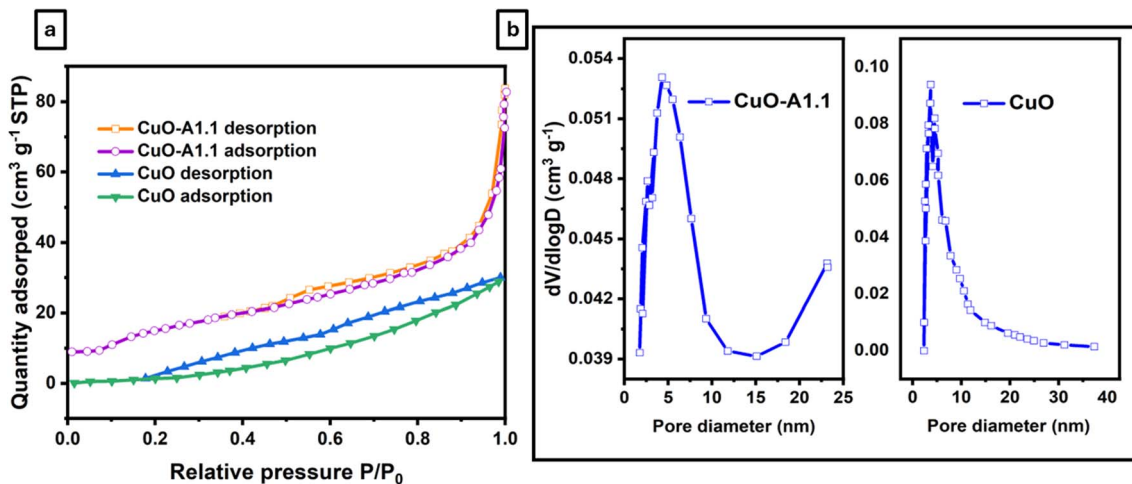 a
Quantity adsorped (cm³ g⁻¹ STP)
80
60
40
20
0
CuO-A1.1 desorption
CuO-A1.1 adsorption
CuO desorption
CuO adsorption
0.0 0.2 0.4 0.6 0.8 1.0
Relative pressure P/P₀
b
dV/dlogD (cm³ g⁻¹)
0.054
0.051
0.048
0.045
0.042
0.039
CuO-A1.1
0 5 10 15 20 25
Pore diameter (nm)
0.10
0.08
0.06
0.04
0.02
0.00
CuO
0 10 20 30 40
Pore diameter (nm)